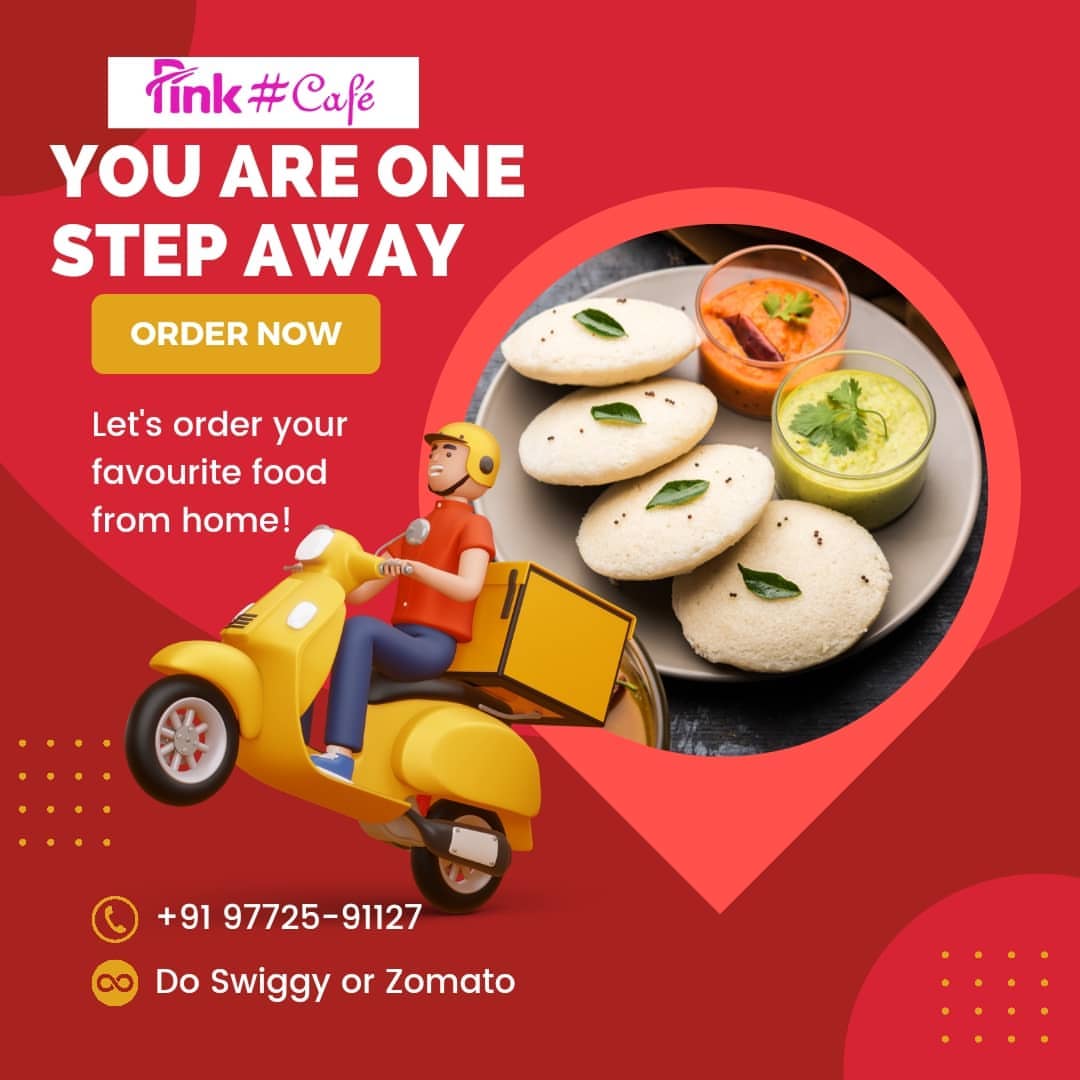 Pink #Café
YOU ARE ONE
STEP AWAY
ORDER NOW
Let's order your
favourite food
from home!
+91 97725-91127
Do Swiggy or Zomato